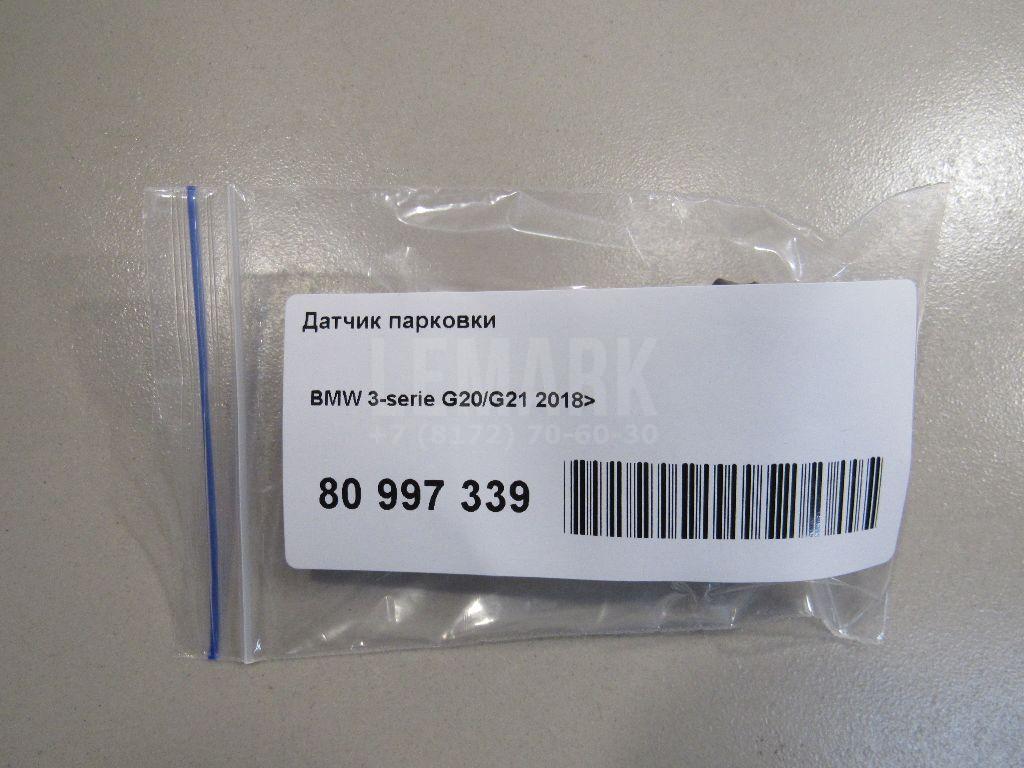 Датчик парковки
LEMARK
BMW 3-serie G20/G21 2018>
+7 (8172) 70-60-30
80 997 339